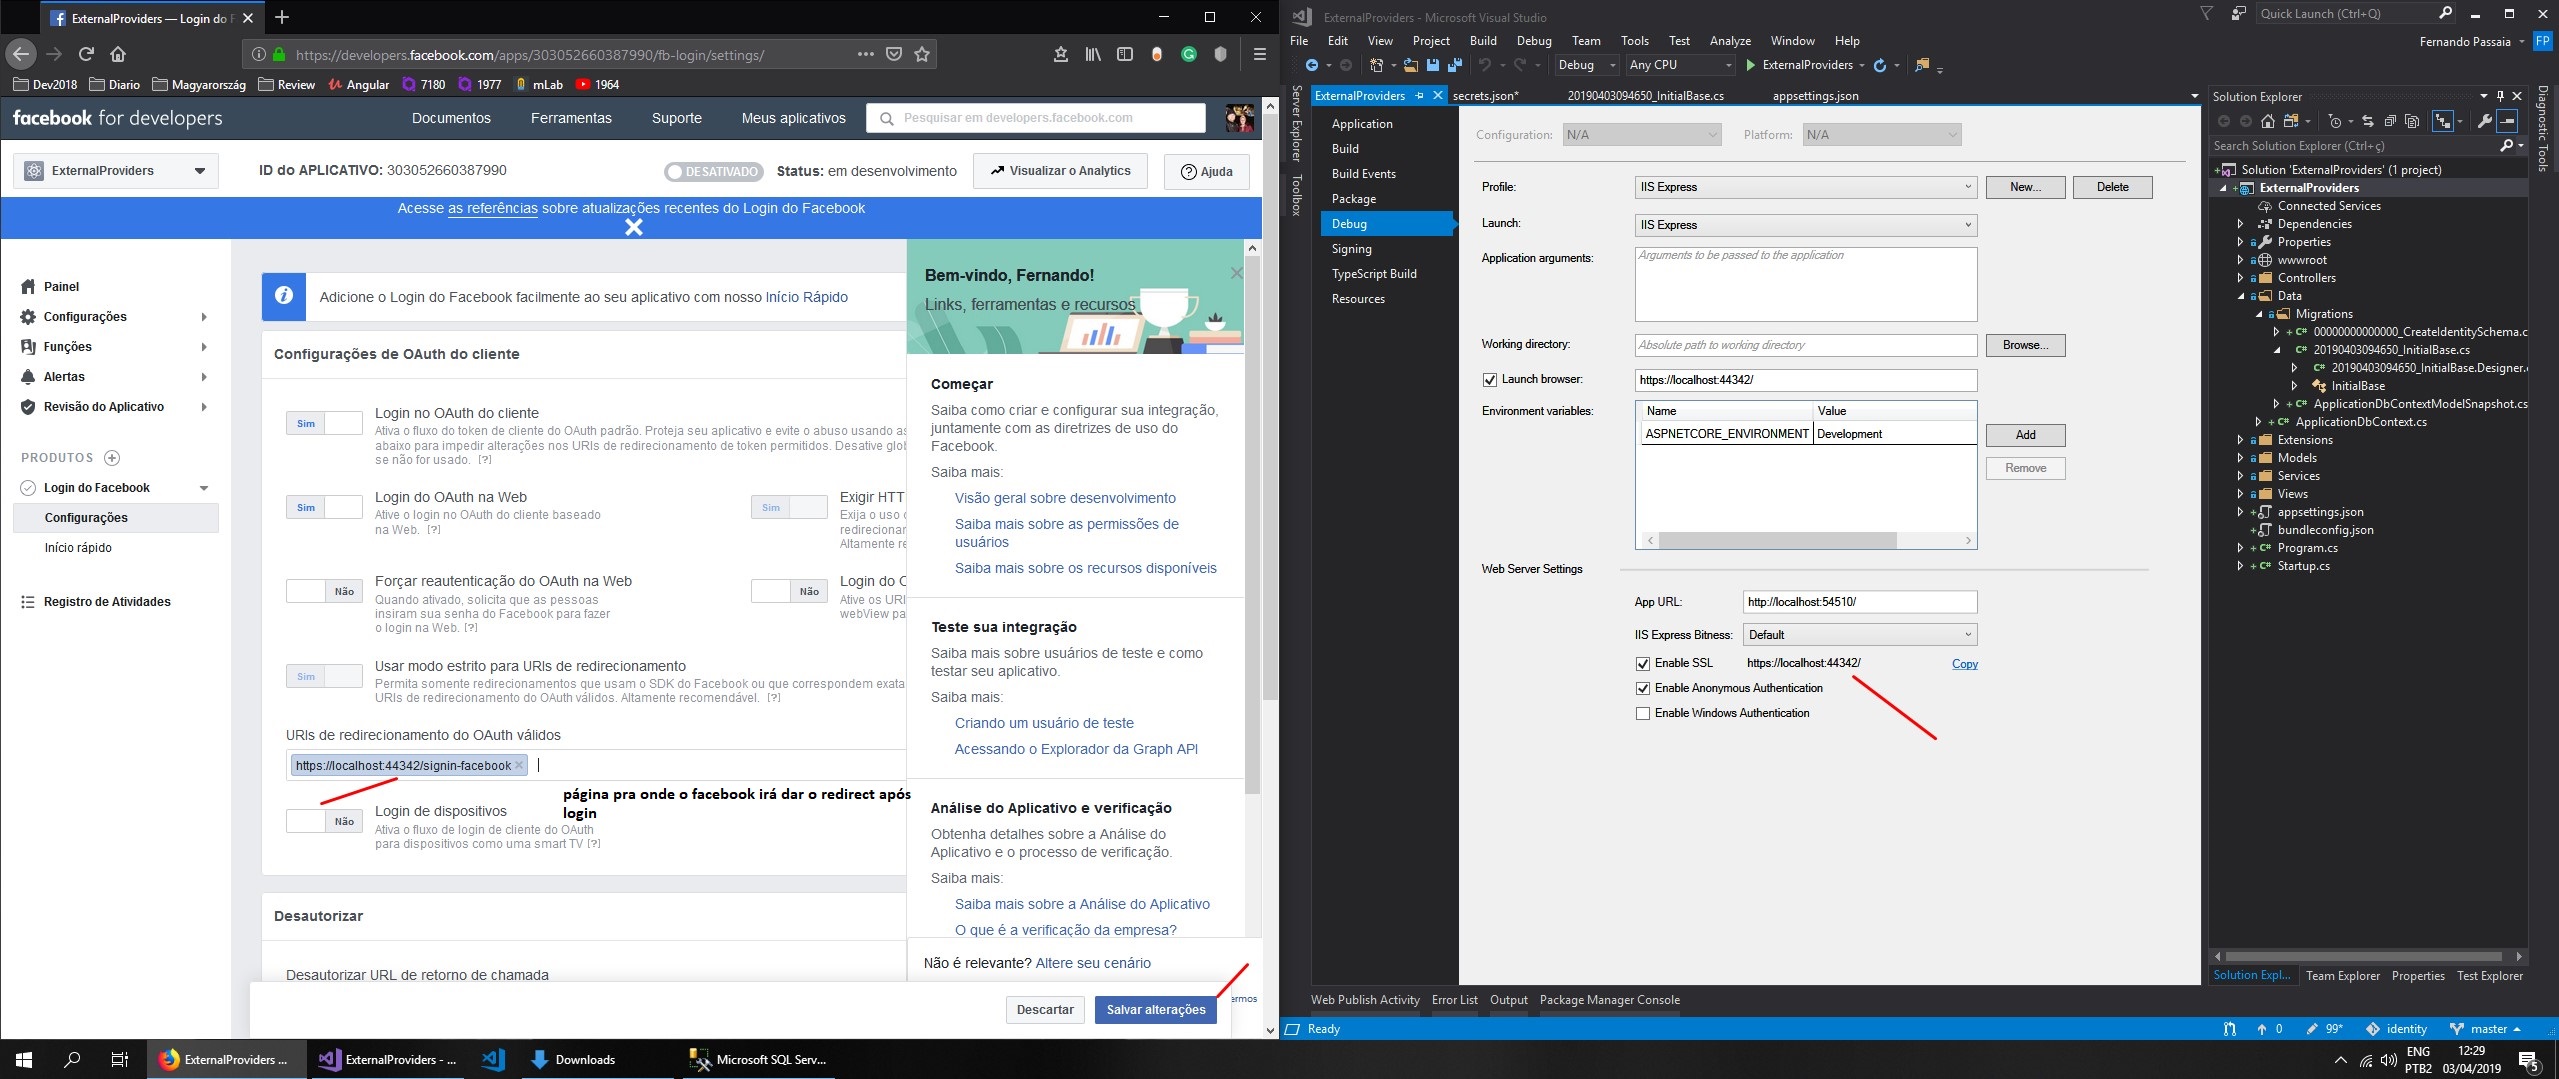 ExternalProviders — Login do F
https://developers.facebook.com/apps/303052660387990/fb-login/settings/
Dev2018 Diario Magyarország Review Angular 7180 1977 mLab 1964
facebook for developers Documentos Ferramentas Suporte Meus aplicativos Pesquisar em developers.facebook.com
ExternalProviders ID do APLICATIVO: 303052660387990 DESATIVADO Status: em desenvolvimento Visualizar o Analytics Ajuda
Acesse as referências sobre atualizações recentes do Login do Facebook
Painel
Configurações
Funções
Alertas
Revisão do Aplicativo
PRODUTOS
Login do Facebook
Configurações
Início rápido
Registro de Atividades
Adicione o Login do Facebook facilmente ao seu aplicativo com nosso Início Rápido
Configurações de OAuth do cliente
Sim Login no OAuth do cliente
Ativa o fluxo do token de cliente do OAuth padrão. Proteja seu aplicativo e evite o abuso usando as
abaixo para impedir alterações nos URIs de redirecionamento de token permitidos. Desative glo
se não for usado. [?]
Sim Login do OAuth na Web
Ative o login no OAuth do cliente baseado
na Web. [?]
Sim Exigir HTT
Exija o uso
redirecionar
Altamente re
Não Forçar reautenticação do OAuth na Web
Quando ativado, solicita que as pessoas
insiram sua senha do Facebook para fazer
o login na Web. [?]
Não Login do O
Ative os URI
webView pa
Sim Usar modo estrito para URIs de redirecionamento
Permita somente redirecionamentos que usam o SDK do Facebook ou que correspondem exata
URIs de redirecionamento do OAuth válidos. Altamente recomendável. [?]
URIs de redirecionamento do OAuth válidos
https://localhost:44342/signin-facebook
página pra onde o facebook irá dar o redirect após
login
Não Login de dispositivos
Ativa o fluxo de login de cliente do OAuth
para dispositivos como uma smart TV [?]
Desautorizar
Desautorizar URL de retorno de chamada
Bem-vindo, Fernando!
Links, ferramentas e recursos
Começar
Saiba como criar e configurar sua integração,
juntamente com as diretrizes de uso do
Facebook.
Saiba mais:
Visão geral sobre desenvolvimento
Saiba mais sobre as permissões de
usuários
Saiba mais sobre os recursos disponíveis
Teste sua integração
Saiba mais sobre usuários de teste e como
testar seu aplicativo.
Saiba mais:
Criando um usuário de teste
Acessando o Explorador da Graph API
Análise do Aplicativo e verificação
Obtenha detalhes sobre a Análise do
Aplicativo e o processo de verificação.
Saiba mais:
Saiba mais sobre a Análise do Aplicativo
O que é a verificação da empresa?
Não é relevante? Altere seu cenário
ermos
Descartar Salvar alterações
ExternalProviders - Microsoft Visual Studio Quick Launch (Ctrl+Q)
File Edit View Project Build Debug Team Tools Test Analyze Window Help Fernando Passaia FP
Debug Any CPU ExternalProviders
Server Explorer
Toolbox
ExternalProviders secrets.json* 20190403094650_InitialBase.cs appsettings.json
Application
Build
Build Events
Package
Debug
Signing
TypeScript Build
Resources
Configuration: N/A Platform: N/A
Profile: IIS Express New... Delete
Launch: IIS Express
Application arguments: Arguments to be passed to the application
Working directory: Absolute path to working directory Browse...
Launch browser: https://localhost:44342/
Environment variables: Name Value
ASPNETCORE_ENVIRONMENT Development Add
Remove
Web Server Settings
App URL: http://localhost:54510/
IIS Express Bitness: Default
Enable SSL https://localhost:44342/ Copy
Enable Anonymous Authentication
Enable Windows Authentication
Solution Explorer
Search Solution Explorer (Ctrl+ç)
Solution 'ExternalProviders' (1 project)
ExternalProviders
Connected Services
Dependencies
Properties
wwwroot
Controllers
Data
Migrations
00000000000000_CreateIdentitySchema.c
20190403094650_InitialBase.cs
20190403094650_InitialBase.Designer.c
InitialBase
ApplicationDbContextModelSnapshot.cs
ApplicationDbContext.cs
Extensions
Models
Services
Views
appsettings.json
bundleconfig.json
Program.cs
Startup.cs
Diagnostic Tools
Solution Expl... Team Explorer Properties Test Explorer
Web Publish Activity Error List Output Package Manager Console
Ready 0 99* identity master
ExternalProviders ... ExternalProviders - ... Downloads Microsoft SQL Serv...
ENG 12:29
PTB2 03/04/2019 5